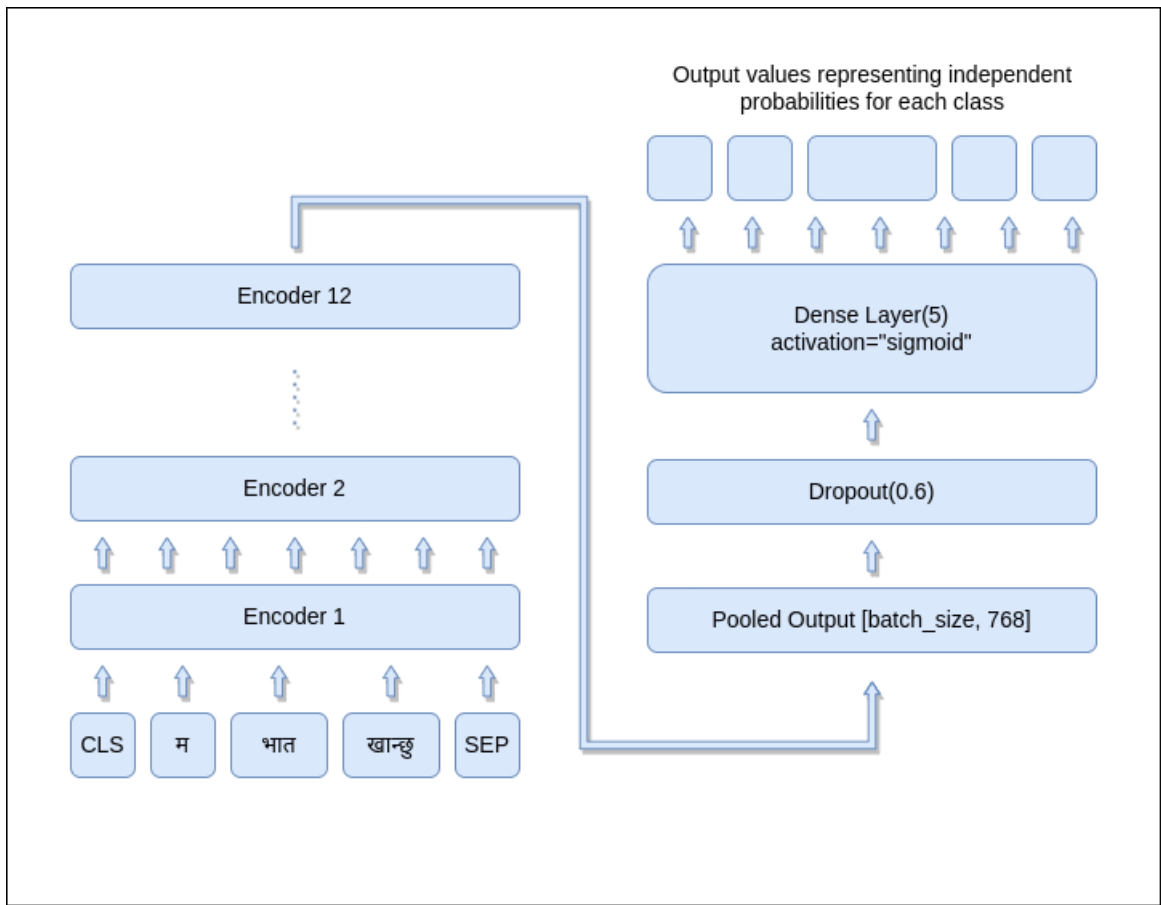 Output values representing independent
probabilities for each class
Encoder 12
Dense Layer(5)
activation="sigmoid"
Encoder 2
Dropout(0.6)
Encoder 1
Pooled Output [batch_size, 768]
CLS म भात खान्छु SEP